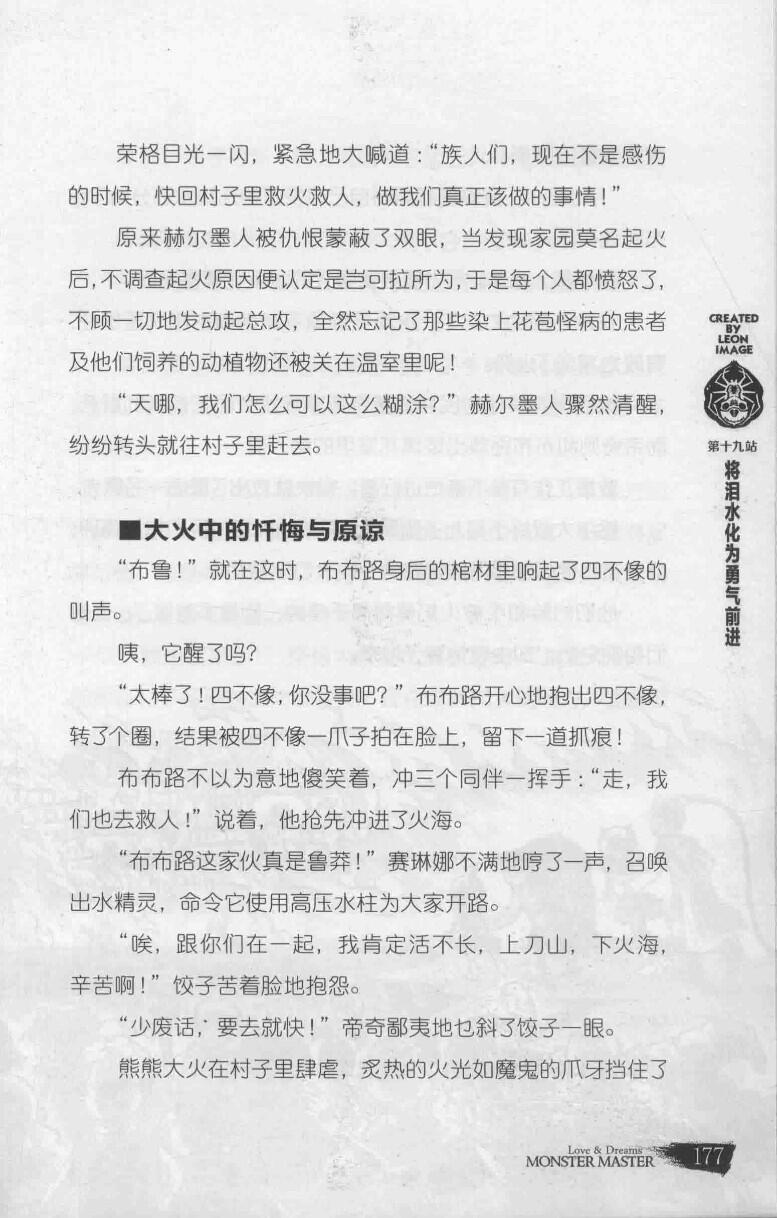 荣格目光一闪，紧急地大喊道：“族人们，现在不是感伤
的时候，快回村子里救火救人，做我们真正该做的事情！”
原来赫尔墨人被仇恨蒙蔽了双眼，当发现家园莫名起火
后，不调查起火原因便认定是岂可拉所为，于是每个人都愤怒了，
不顾一切地发动起总攻，全然忘记了那些染上花苞怪病的患者
及他们饲养的动植物还被关在温室里呢！
“天哪，我们怎么可以这么糊涂？”赫尔墨人骤然清醒，
纷纷转头就往村子里赶去。
■大火中的忏悔与原谅
“布鲁！”就在这时，布布路身后的棺材里响起了四不像的
叫声。
咦，它醒了吗？
“太棒了！四不像，你没事吧？”布布路开心地抱出四不像，
转了个圈，结果被四不像一爪子拍在脸上，留下一道抓痕！
布布路不以为意地傻笑着，冲三个同伴一挥手：“走，我
们也去救人！”说着，他抢先冲进了火海。
“布布路这家伙真是鲁莽！”赛琳娜不满地哼了一声，召唤
出水精灵，命令它使用高压水柱为大家开路。
“唉，跟你们在一起，我肯定活不长，上刀山，下火海，
辛苦啊！”饺子苦着脸地抱怨。
“少废话，要去就快！”帝奇鄙夷地也斜了饺子一眼。
熊熊大火在村子里肆虐，炙热的火光如魔鬼的爪牙挡住了
CREATED
BY
LEON
IMAGE
第十九站
将泪水化为勇气前进
Love & Dreams
MONSTER MASTER
177